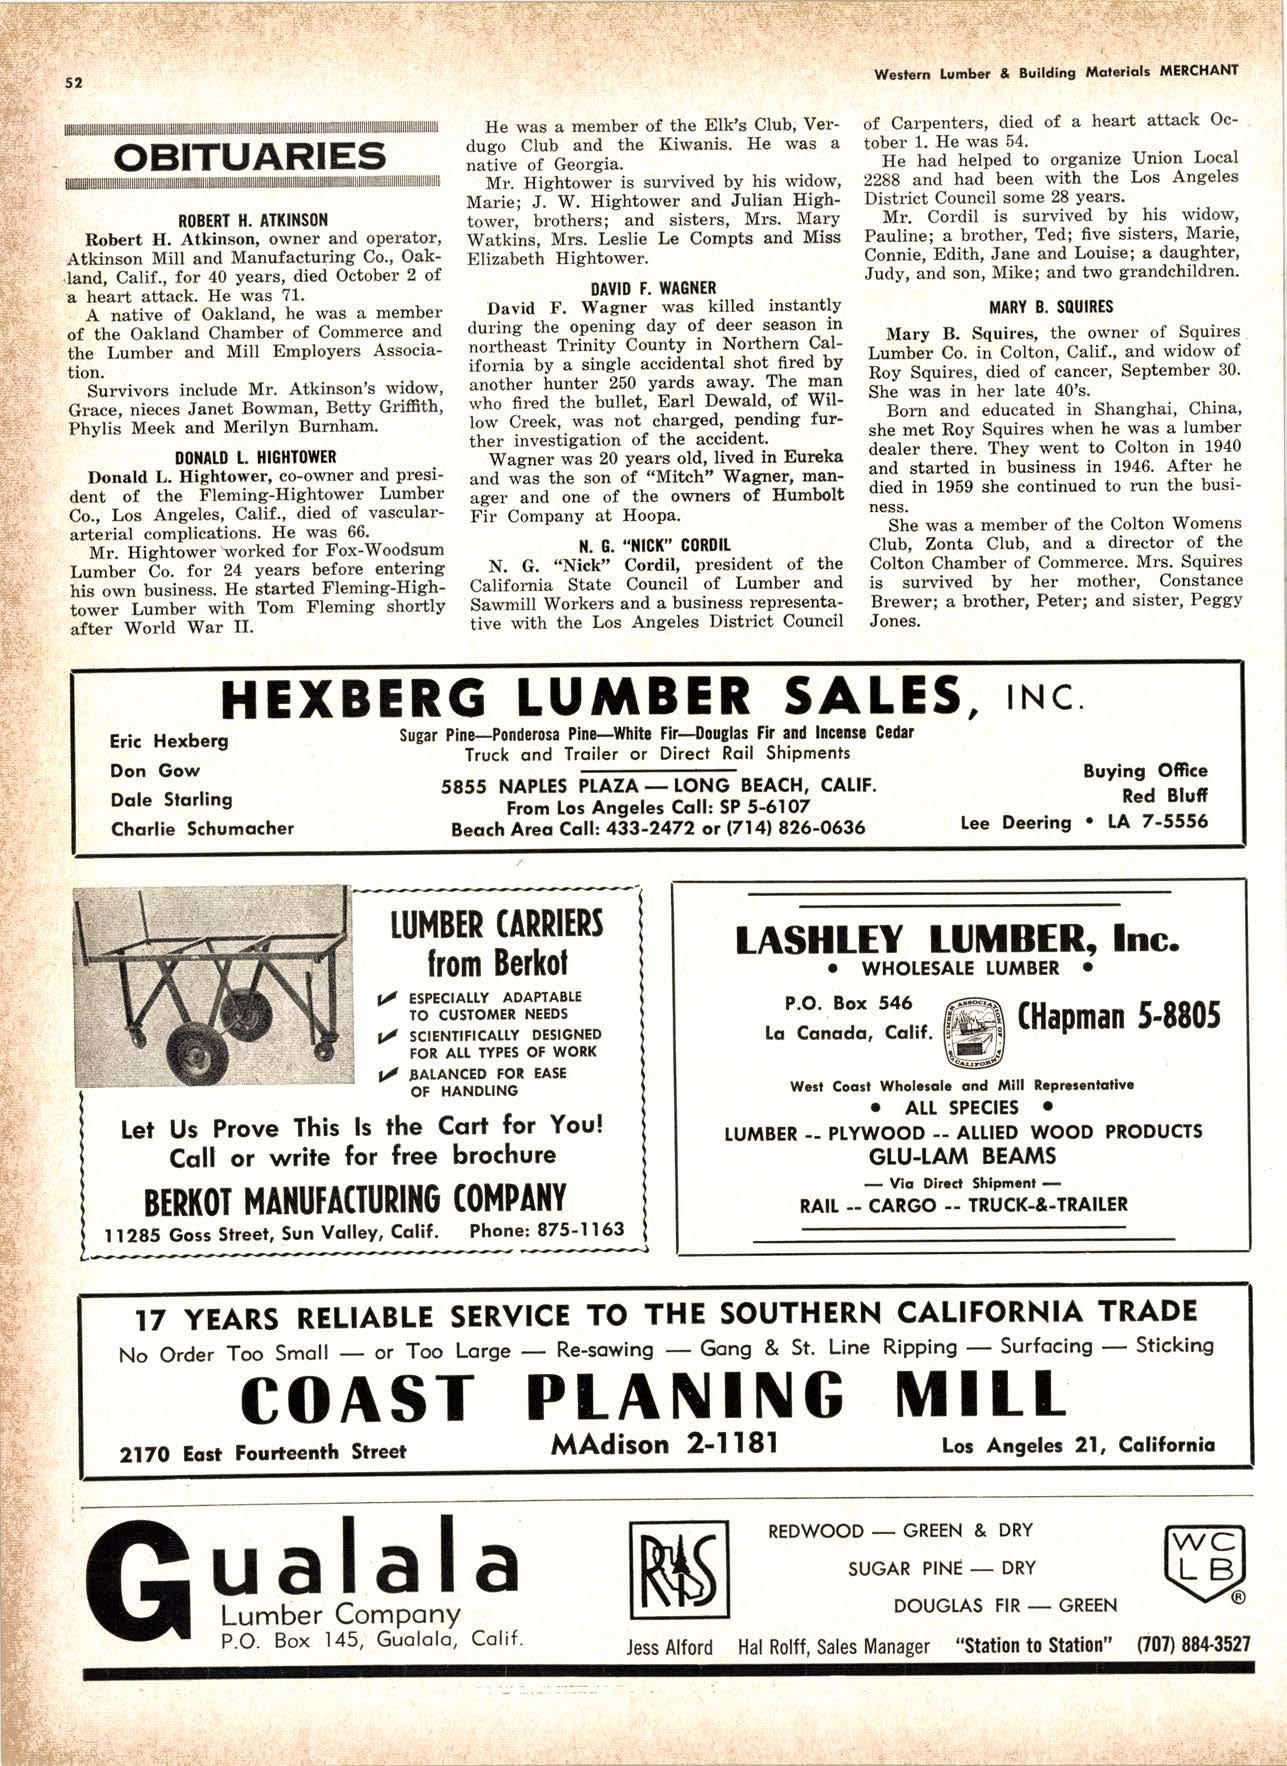 52
Western Lumber & Building Materials MERCHANT
OBITUARIES
ROBERT H. ATKINSON
Robert H. Atkinson, owner and operator,
Atkinson Mill and Manufacturing Co., Oak-
land, Calif., for 40 years, died October 2 of
a heart attack. He was 71.
A native of Oakland, he was a member
of the Oakland Chamber of Commerce and
the Lumber and Mill Employers Associa-
tion.
Survivors include Mr. Atkinson's widow,
Grace, nieces Janet Bowman, Betty Griffith,
Phylis Meek and Merilyn Burnham.
DONALD L. HIGHTOWER
Donald L. Hightower, co-owner and presi-
dent of the Fleming-Hightower Lumber
Co., Los Angeles, Calif., died of vascular-
arterial complications. He was 66.
Mr. Hightower worked for Fox-Woodsum
Lumber Co. for 24 years before entering
his own business. He started Fleming-High-
tower Lumber with Tom Fleming shortly
after World War II.
He was a member of the Elk's Club, Ver-
dugo Club and the Kiwanis. He was a
native of Georgia.
Mr. Hightower is survived by his widow,
Marie; J. W. Hightower and Julian High-
tower, brothers; and sisters, Mrs. Mary
Watkins, Mrs. Leslie Le Compts and Miss
Elizabeth Hightower.
DAVID F. WAGNER
David F. Wagner was killed instantly
during the opening day of deer season in
northeast Trinity County in Northern Cal-
ifornia by a single accidental shot fired by
another hunter 250 yards away. The man
who fired the bullet, Earl Dewald, of Wil-
low Creek, was not charged, pending fur-
ther investigation of the accident.
Wagner was 20 years old, lived in Eureka
and was the son of "Mitch" Wagner, man-
ager and one of the owners of Humbolt
Fir Company at Hoopa.
N. G. "NICK" CORDIL
N. G. "Nick" Cordil, president of the
California State Council of Lumber and
Sawmill Workers and a business representa-
tive with the Los Angeles District Council
of Carpenters, died of a heart attack Oc-
tober 1. He was 54.
He had helped to organize Union Local
2288 and had been with the Los Angeles
District Council some 28 years.
Mr. Cordil is survived by his widow,
Pauline; a brother, Ted; five sisters, Marie,
Connie, Edith, Jane and Louise; a daughter,
Judy, and son, Mike; and two grandchildren.
MARY B. SQUIRES
Mary B. Squires, the owner of Squires
Lumber Co. in Colton, Calif., and widow of
Roy Squires, died of cancer, September 30.
She was in her late 40's.
Born and educated in Shanghai, China,
she met Roy Squires when he was a lumber
dealer there. They went to Colton in 1940
and started in business in 1946. After he
died in 1959 she continued to run the busi-
ness.
She was a member of the Colton Womens
Club, Zonta Club, and a director of the
Colton Chamber of Commerce. Mrs. Squires
is survived by her mother, Constance
Brewer; a brother, Peter; and sister, Peggy
Jones.
HEXBERG LUMBER SALES, INC.
Eric Hexberg
Don Gow
Dale Starling
Charlie Schumacher
Sugar Pine—Ponderosa Pine—White Fir—Douglas Fir and Incense Cedar
Truck and Trailer or Direct Rail Shipments
5855 NAPLES PLAZA — LONG BEACH, CALIF.
From Los Angeles Call: SP 5-6107
Beach Area Call: 433-2472 or (714) 826-0636
Buying Office
Red Bluff
Lee Deering • LA 7-5556
LUMBER CARRIERS
from Berkot
ESPECIALLY ADAPTABLE
TO CUSTOMER NEEDS
SCIENTIFICALLY DESIGNED
FOR ALL TYPES OF WORK
BALANCED FOR EASE
OF HANDLING
Let Us Prove This Is the Cart for You!
Call or write for free brochure
BERKOT MANUFACTURING COMPANY
11285 Goss Street, Sun Valley, Calif. Phone: 875-1163
LASHLEY LUMBER, Inc.
• WHOLESALE LUMBER •
P.O. Box 546
La Canada, Calif.
LUMBER ASSOCIATION OF SO. CALIFORNIA
CHapman 5-8805
West Coast Wholesale and Mill Representative
• ALL SPECIES •
LUMBER -- PLYWOOD -- ALLIED WOOD PRODUCTS
GLU-LAM BEAMS
— Via Direct Shipment —
RAIL -- CARGO -- TRUCK-&-TRAILER
17 YEARS RELIABLE SERVICE TO THE SOUTHERN CALIFORNIA TRADE
No Order Too Small — or Too Large — Re-sawing — Gang & St. Line Ripping — Surfacing — Sticking
COAST PLANING MILL
2170 East Fourteenth Street MAdison 2-1181 Los Angeles 21, California
Gualala
Lumber Company
P.O. Box 145, Gualala, Calif.
RIS
REDWOOD — GREEN & DRY
SUGAR PINE — DRY
DOUGLAS FIR — GREEN
WC
LB
®
Jess Alford Hal Rolff, Sales Manager "Station to Station" (707) 884-3527